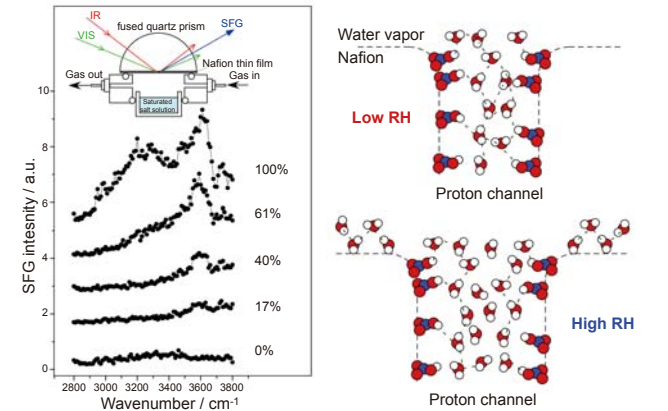 IR
fused quartz prism
SFG
VIS
Nafion thin film
Gas out
Gas in
Saturated
salt solution
10
8
6
4
2
0
SFG intesnity / a.u.
100%
61%
40%
17%
0%
2800 3000 3200 3400 3600 3800
Wavenumber / cm-1
Water vapor
Nafion
Low RH
Proton channel
High RH
Proton channel